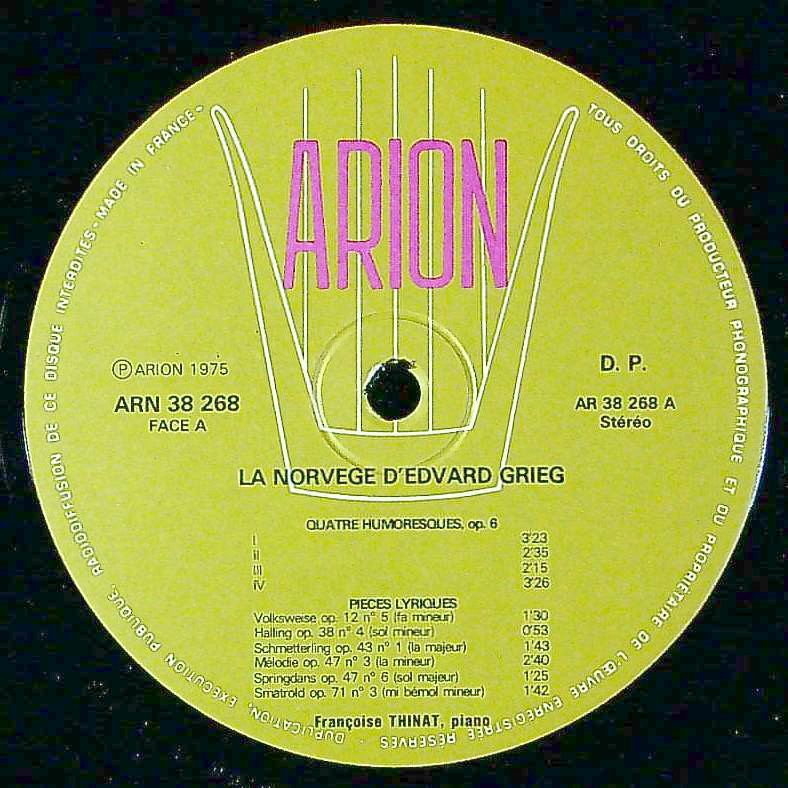 ARION
TOUS DROITS DU PRODUCTEUR PHONOGRAPHIQUE ET DU PROPRIÉTAIRE DE L'ŒUVRE ENREGISTRÉE RÉSERVÉS - DUPLICATION, EXÉCUTION PUBLIQUE, RADIODIFFUSION DE CE DISQUE INTERDITES - MADE IN FRANCE -
Ⓟ ARION 1975
ARN 38 268
FACE A
D. P.
AR 38 268 A
Stéréo
LA NORVEGE D'EDVARD GRIEG
QUATRE HUMORESQUES, op. 6
I 3'23
II 2'35
III 2'15
IV 3'26
PIECES LYRIQUES
Volksweise op. 12 n° 5 (fa mineur) 1'30
Halling op. 38 n° 4 (sol mineur) 0'53
Schmetterling op. 43 n° 1 (la majeur) 1'43
Mélodie op. 47 n° 3 (la mineur) 2'40
Springdans op. 47 n° 6 (sol majeur) 1'25
Smatrold op. 71 n° 3 (mi bémol mineur) 1'42
Françoise THINAT, piano